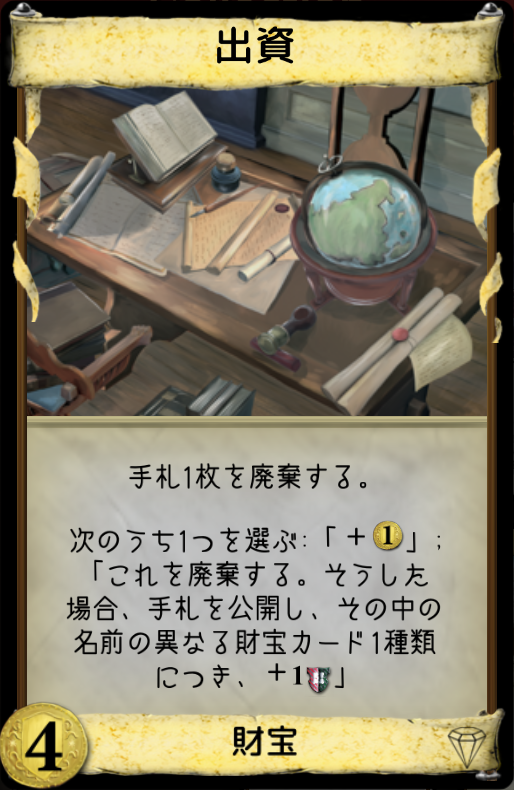 出資
手札1枚を廃棄する。
次のうち1つを選ぶ:「+1」;
「これを廃棄する。そうした
場合、手札を公開し、その中の
名前の異なる財宝カード1種類
につき、+1」
4
財宝